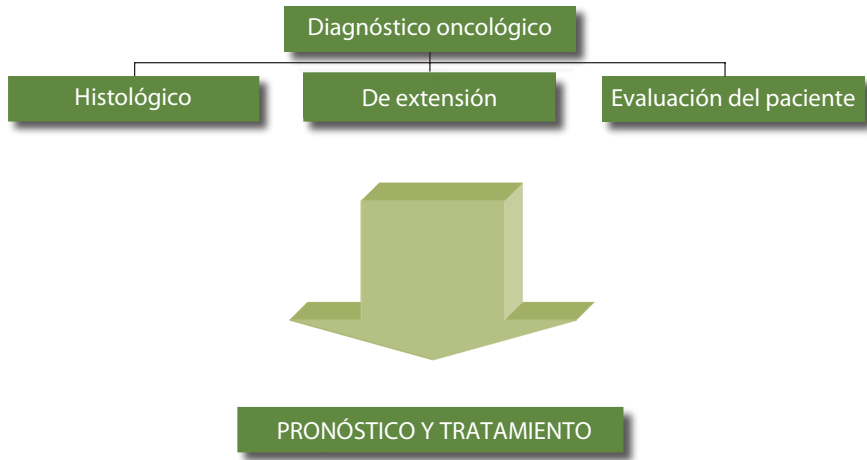 Diagnóstico oncológico
Histológico
De extensión
Evaluación del paciente
PRONÓSTICO Y TRATAMIENTO